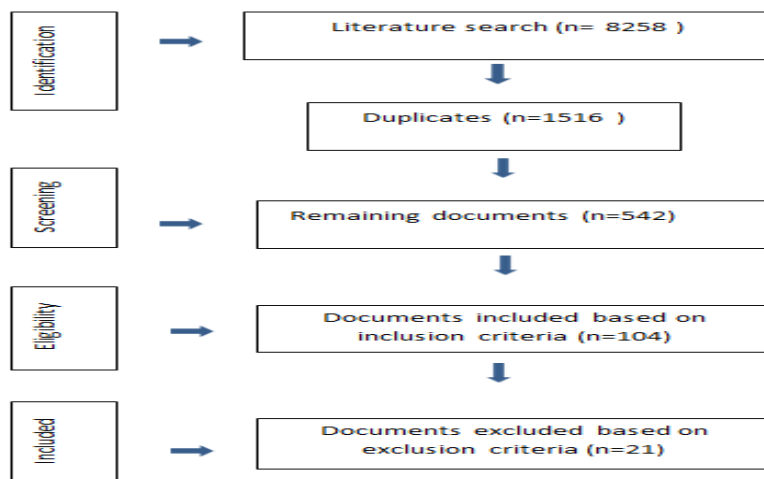 Identification
Literature search (n= 8258 )
Duplicates (n=1516 )
Screening
Remaining documents (n=542)
Eligibility
Documents included based on
inclusion criteria (n=104)
Included
Documents excluded based on
exclusion criteria (n=21)